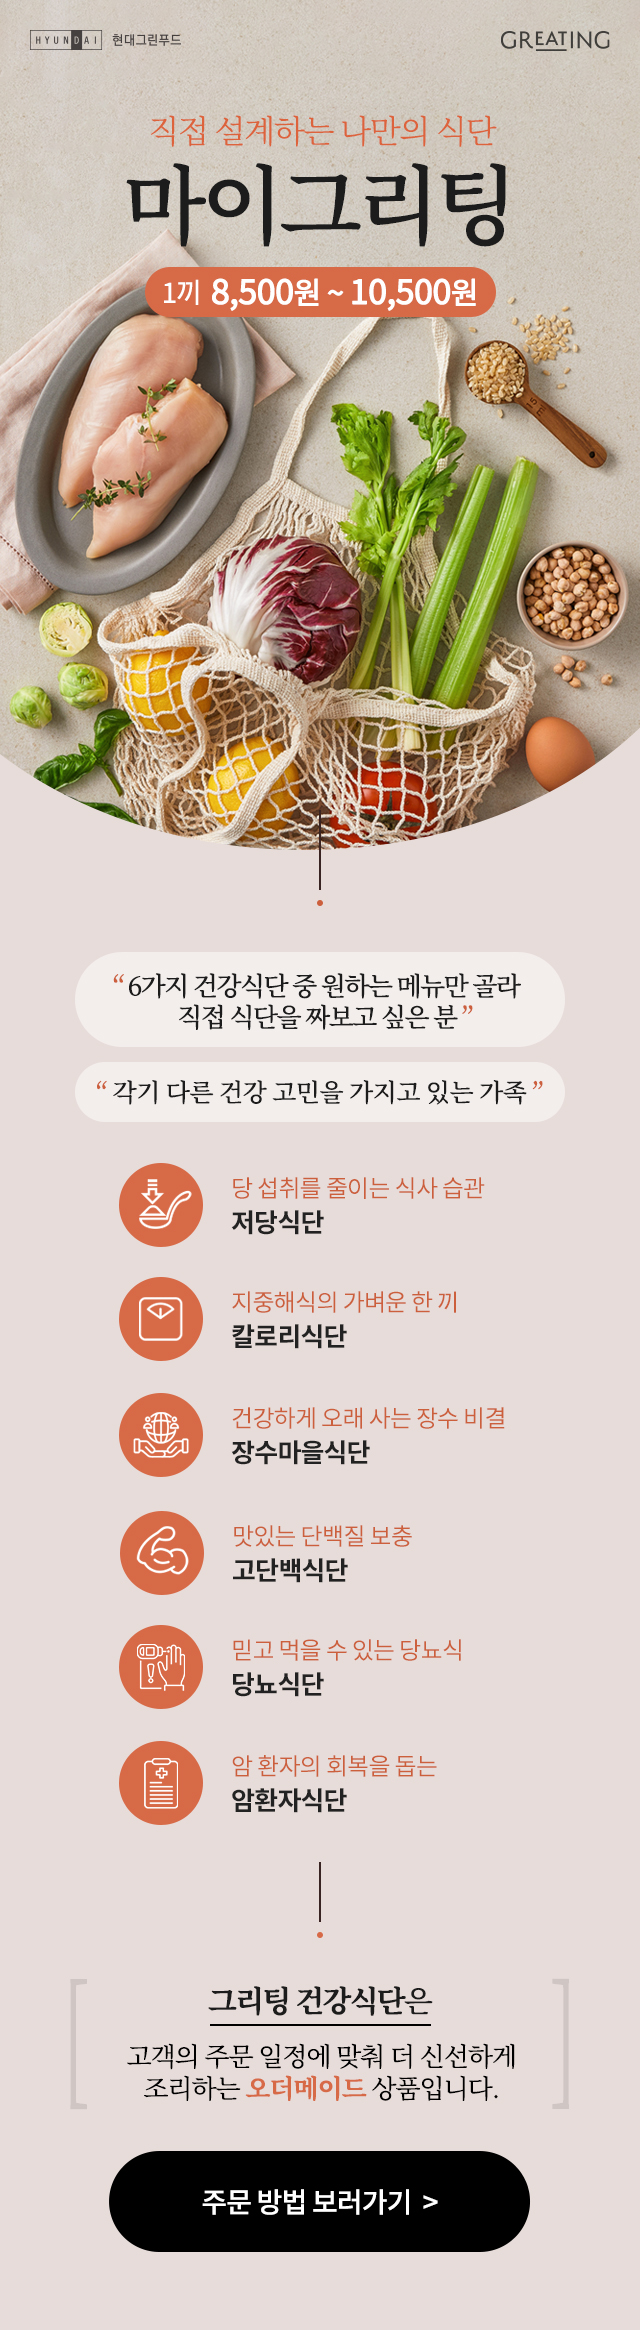 HYUNDAI 현대그린푸드
GREATING
직접 설계하는 나만의 식단
마이그리팅
1끼 8,500원 ~ 10,500원
“ 6가지 건강식단 중 원하는 메뉴만 골라
직접 식단을 짜보고 싶은 분 ”
“ 각기 다른 건강 고민을 가지고 있는 가족 ”
당 섭취를 줄이는 식사 습관
저당식단
지중해식의 가벼운 한 끼
칼로리식단
건강하게 오래 사는 장수 비결
장수마을식단
맛있는 단백질 보충
고단백식단
믿고 먹을 수 있는 당뇨식
당뇨식단
암 환자의 회복을 돕는
암환자식단
그리팅 건강식단은
고객의 주문 일정에 맞춰 더 신선하게
조리하는 오더메이드 상품입니다.
주문 방법 보러가기 >